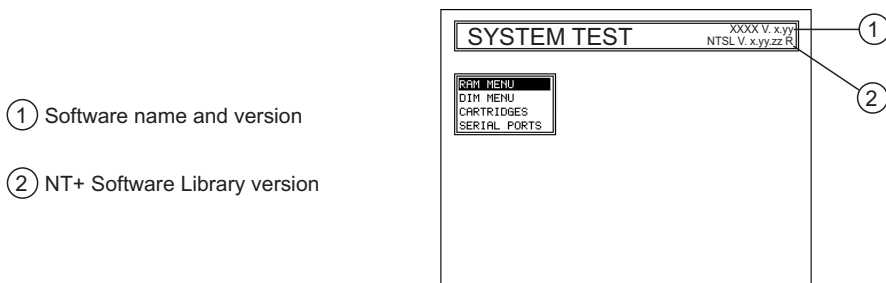 SYSTEM TEST
XXXX V. x.yy
NTSL V. x.yy.zz R
1
2
RAM MENU
DIM MENU
CARTRIDGES
SERIAL PORTS
1 Software name and version
2 NT+ Software Library version